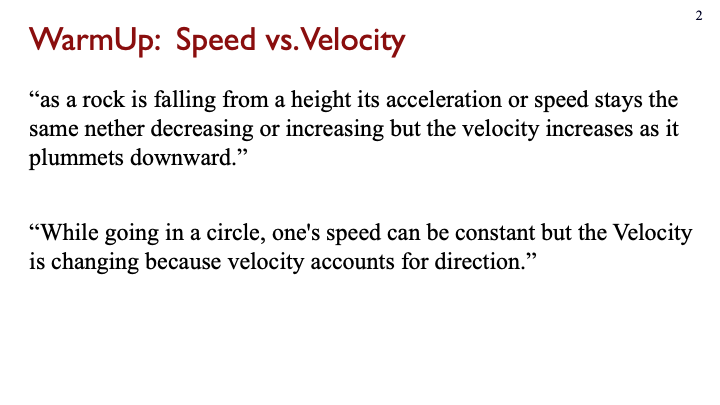 2
WarmUp: Speed vs. Velocity
“as a rock is falling from a height its acceleration or speed stays the
same nether decreasing or increasing but the velocity increases as it
plummets downward.”
“While going in a circle, one's speed can be constant but the Velocity
is changing because velocity accounts for direction.”